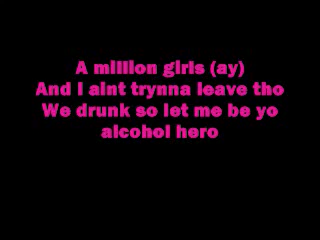 A million girls (ay)
And I aint trynna leave tho
We drunk so let me be yo
alcohol hero